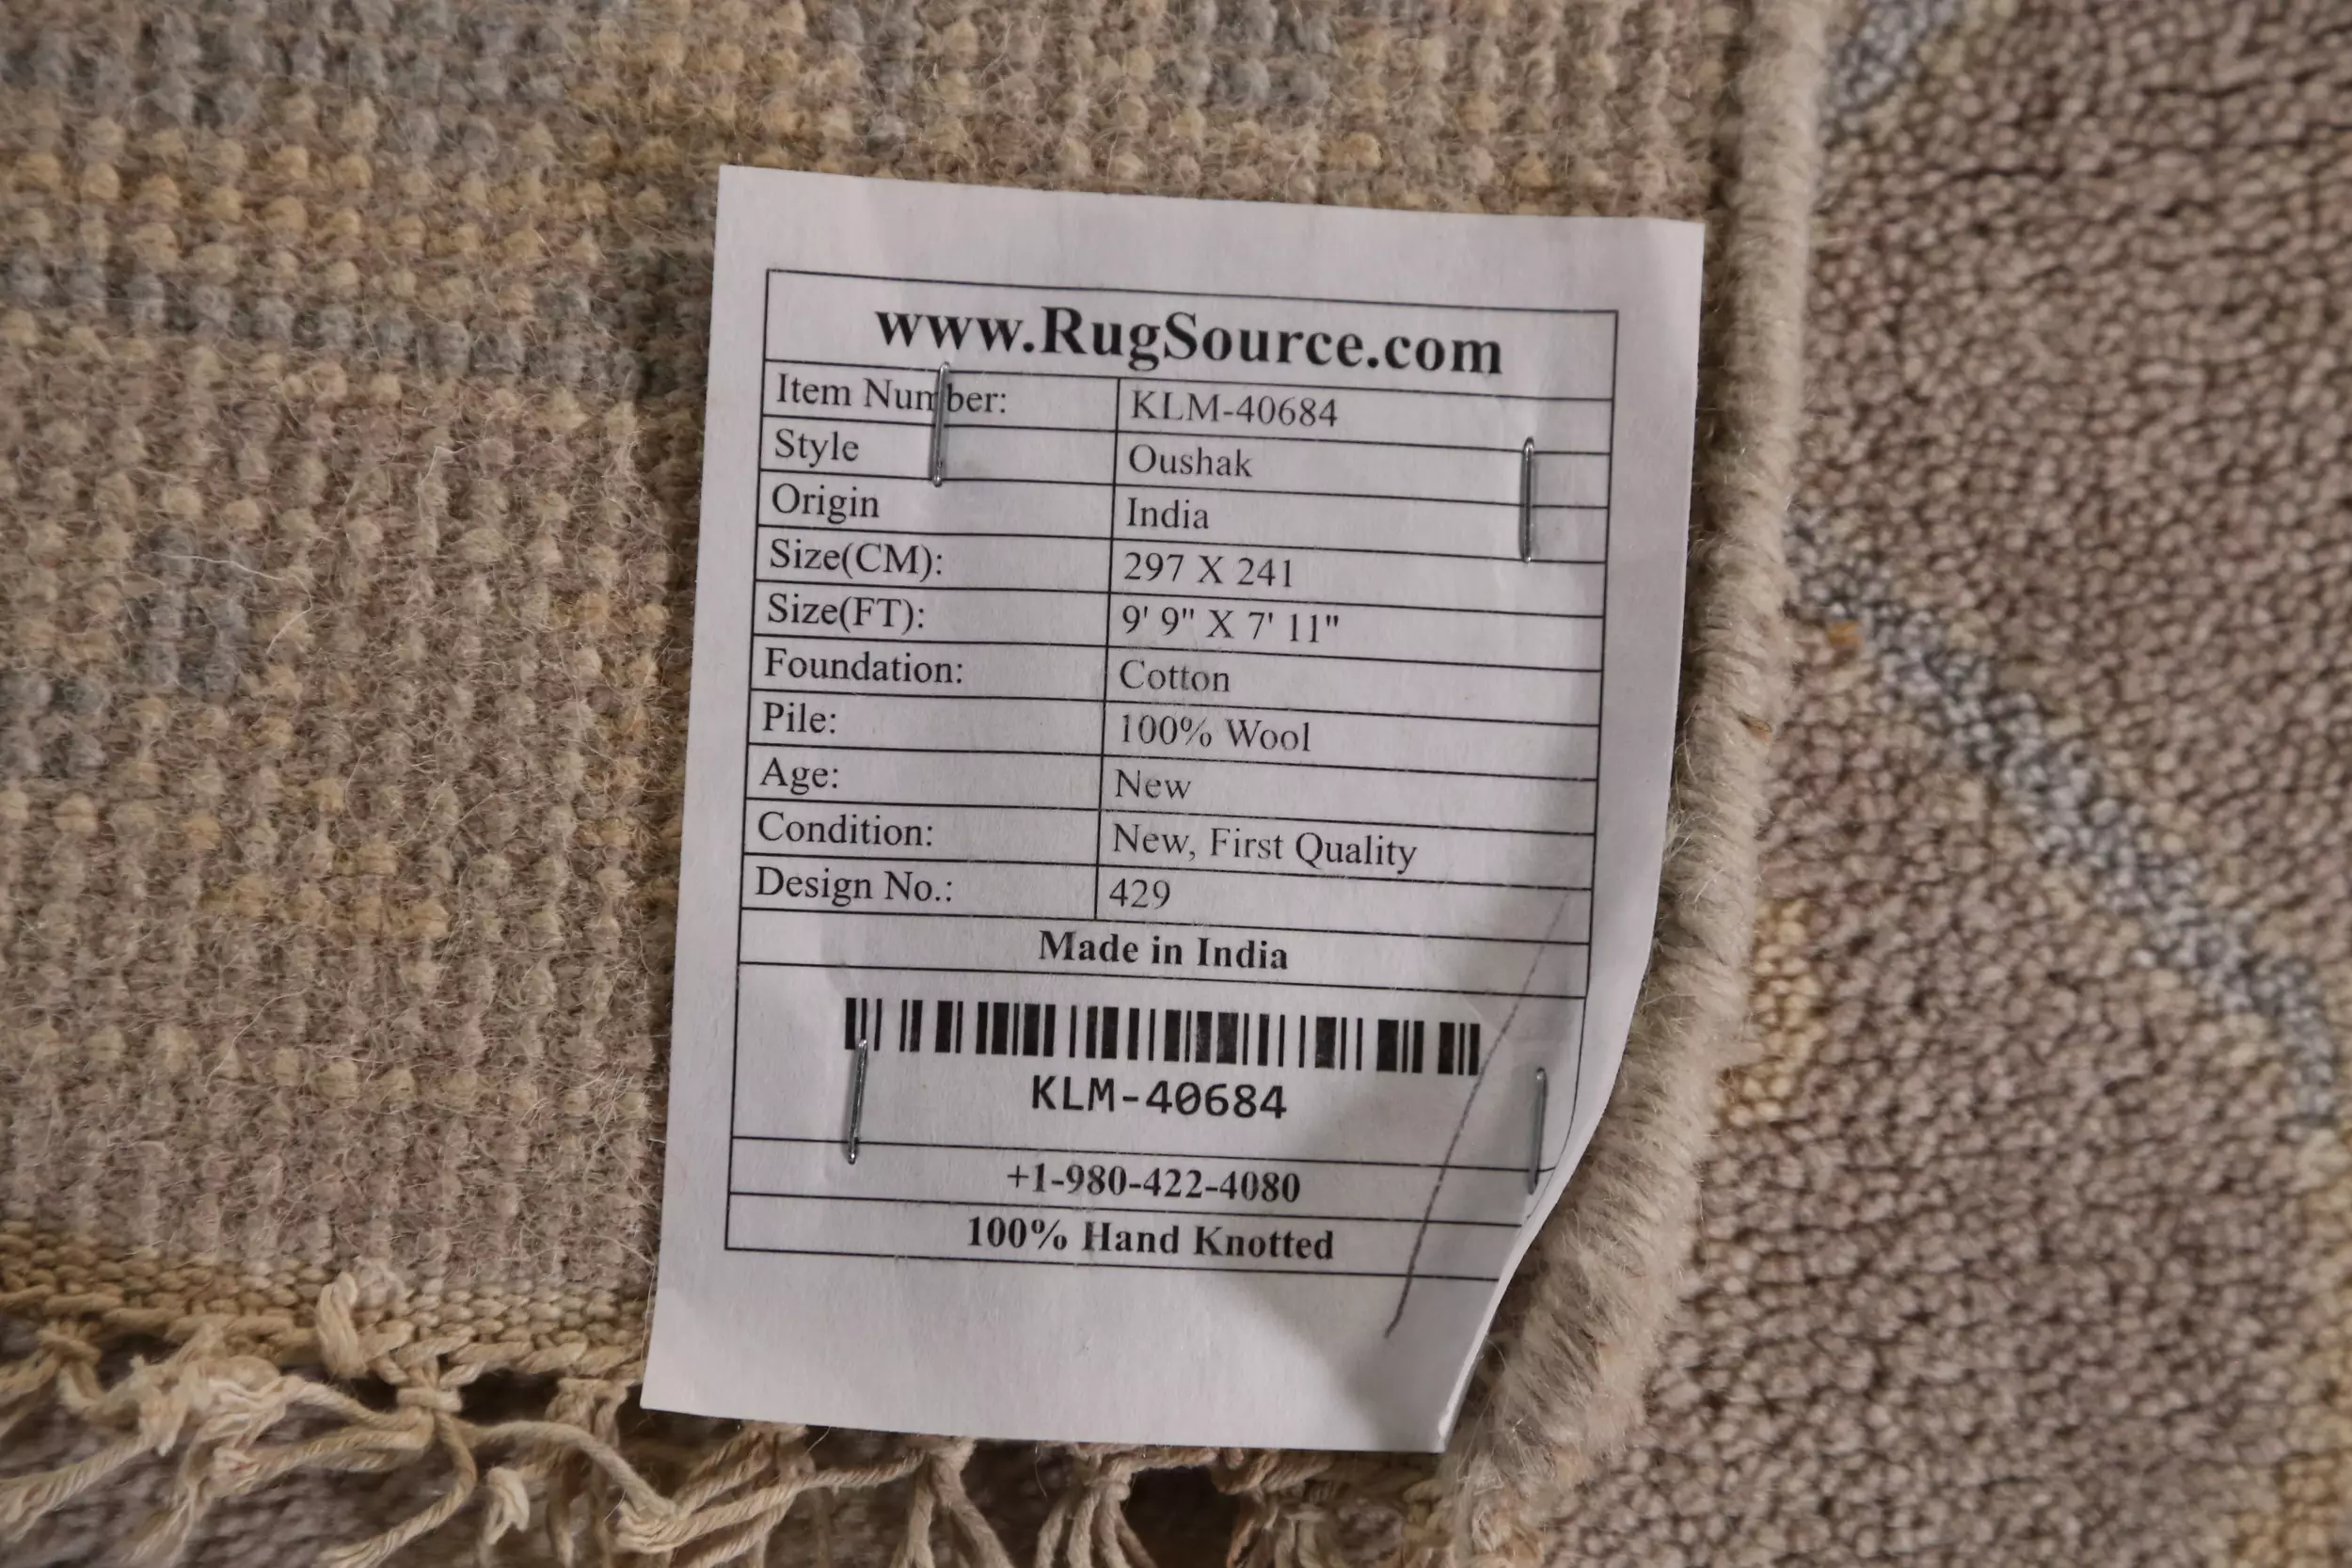 www.RugSource.com
Item Number: KLM-40684
Style Oushak
Origin India
Size(CM): 297 X 241
Size(FT): 9' 9" X 7' 11"
Foundation: Cotton
Pile: 100% Wool
Age: New
Condition: New, First Quality
Design No.: 429
Made in India
KLM-40684
+1-980-422-4080
100% Hand Knotted